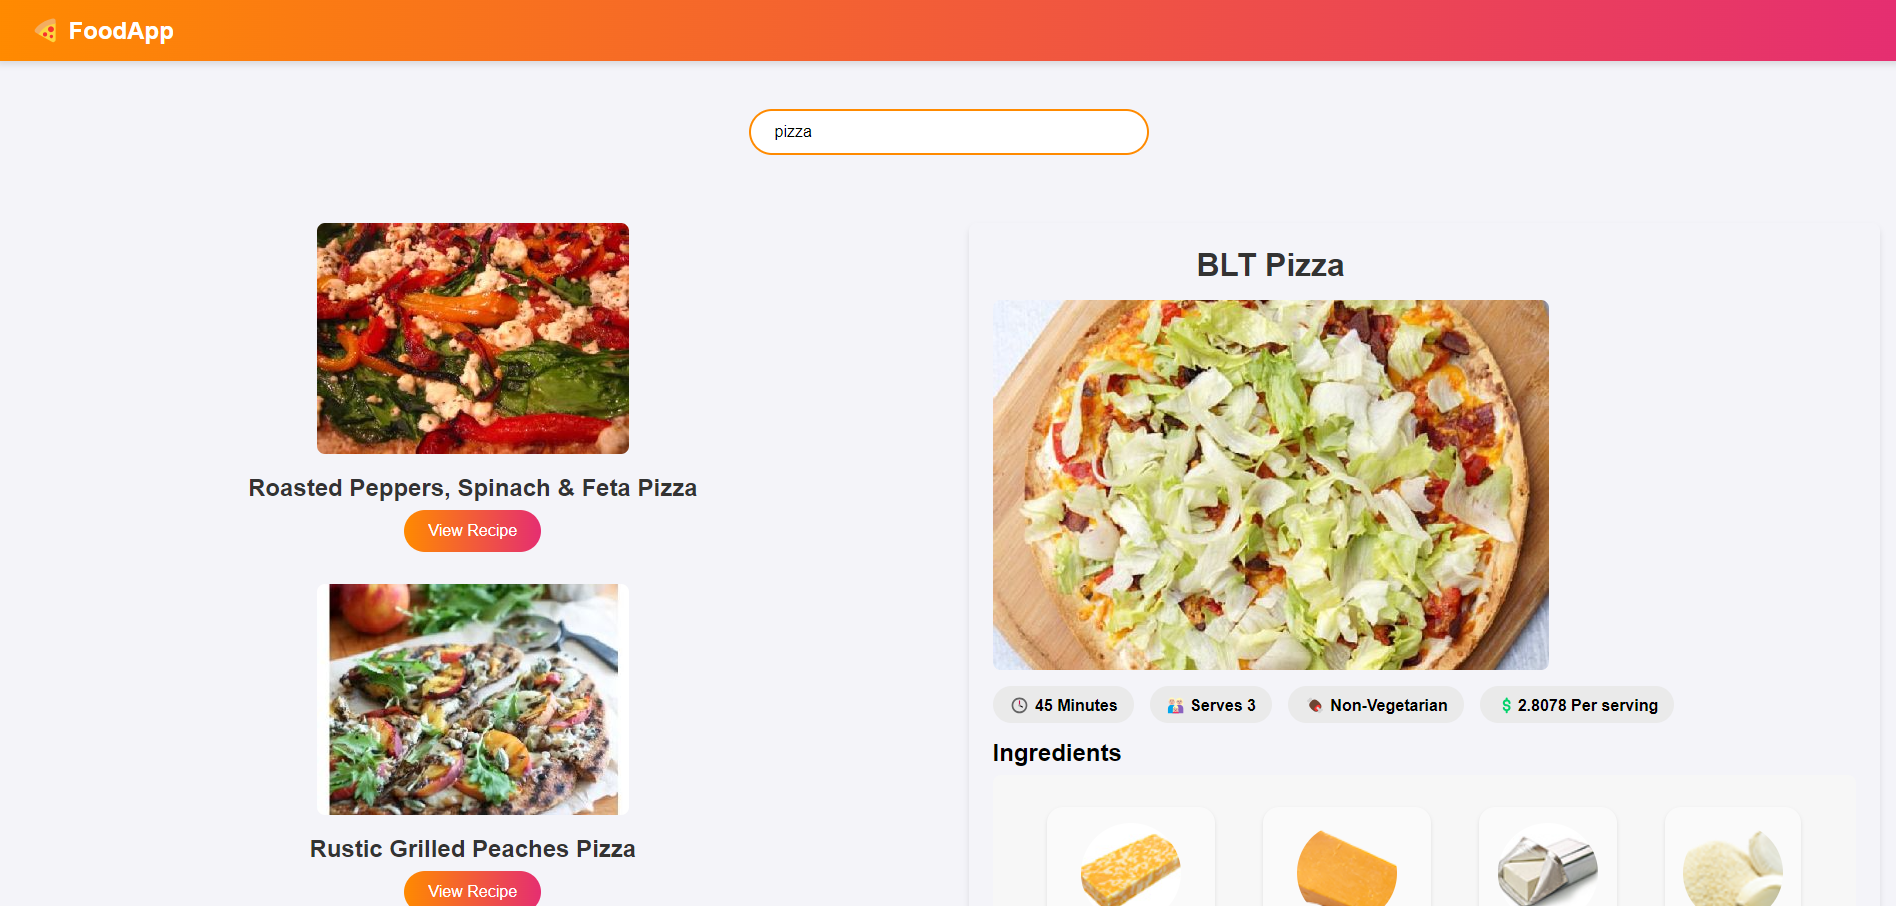 FoodApp
pizza
Roasted Peppers, Spinach & Feta Pizza
View Recipe
Rustic Grilled Peaches Pizza
View Recipe
BLT Pizza
45 Minutes
Serves 3
Non-Vegetarian
$ 2.8078 Per serving
Ingredients